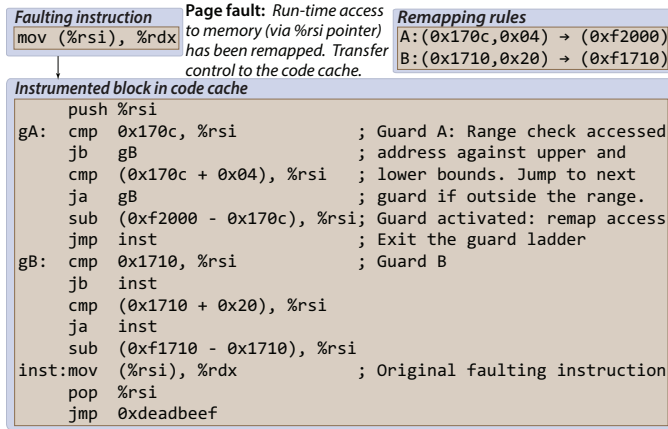 Faulting instruction
mov (%rsi), %rdx
Page fault: Run-time access
to memory (via %rsi pointer)
has been remapped. Transfer
control to the code cache.
Remapping rules
A:(0x170c,0x04) → (0xf2000)
B:(0x1710,0x20) → (0xf1710)
Instrumented block in code cache
push %rsi
gA: cmp 0x170c, %rsi ; Guard A: Range check accessed
jb gB ; address against upper and
cmp (0x170c + 0x04), %rsi ; lower bounds. Jump to next
ja gB ; guard if outside the range.
sub (0xf2000 - 0x170c), %rsi; Guard activated: remap access
jmp inst ; Exit the guard ladder
gB: cmp 0x1710, %rsi ; Guard B
jb inst
cmp (0x1710 + 0x20), %rsi
ja inst
sub (0xf1710 - 0x1710), %rsi
inst:mov (%rsi), %rdx ; Original faulting instruction
pop %rsi
jmp 0xdeadbeef